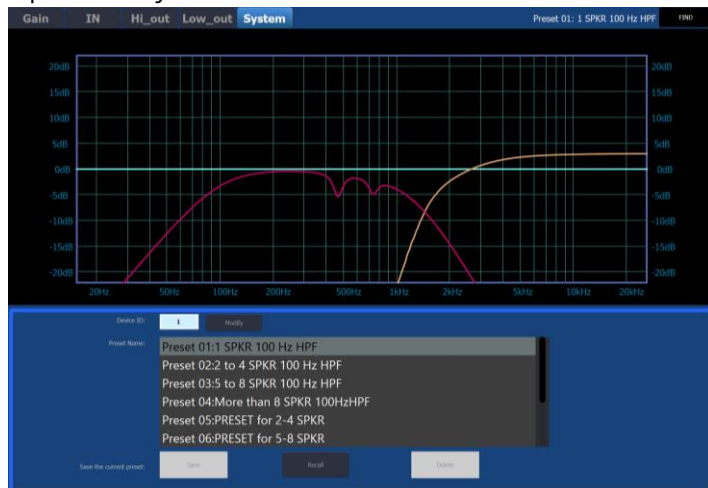 Gain IN Hi_out Low_out System Preset 01: 1 SPKR 100 Hz HPF FIND
20dB 20dB
15dB 15dB
10dB 10dB
5dB 5dB
0dB 0dB
-5dB -5dB
-10dB -10dB
-15dB -15dB
-20dB -20dB
20Hz 50Hz 100Hz 200Hz 500Hz 1kHz 2kHz 5kHz 10kHz 20kHz
Device ID: 1 Modify
Preset Name: Preset 01:1 SPKR 100 Hz HPF
Preset 02:2 to 4 SPKR 100 Hz HPF
Preset 03:5 to 8 SPKR 100 Hz HPF
Preset 04:More than 8 SPKR 100HzHPF
Preset 05:PRESET for 2-4 SPKR
Preset 06:PRESET for 5-8 SPKR
Save the current preset: Save Recall Delete